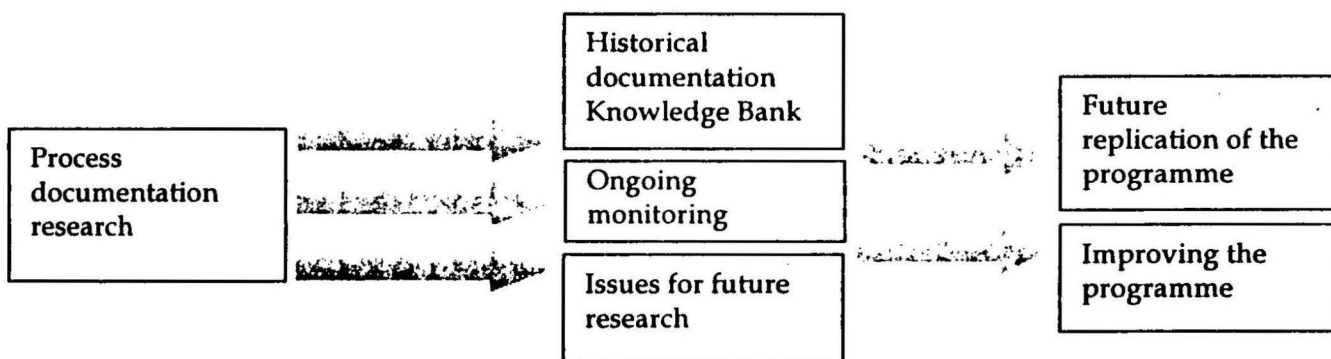 Process
documentation
research
Historical
documentation
Knowledge Bank
Ongoing
monitoring
Issues for future
research
Future
replication of the
programme
Improving the
programme